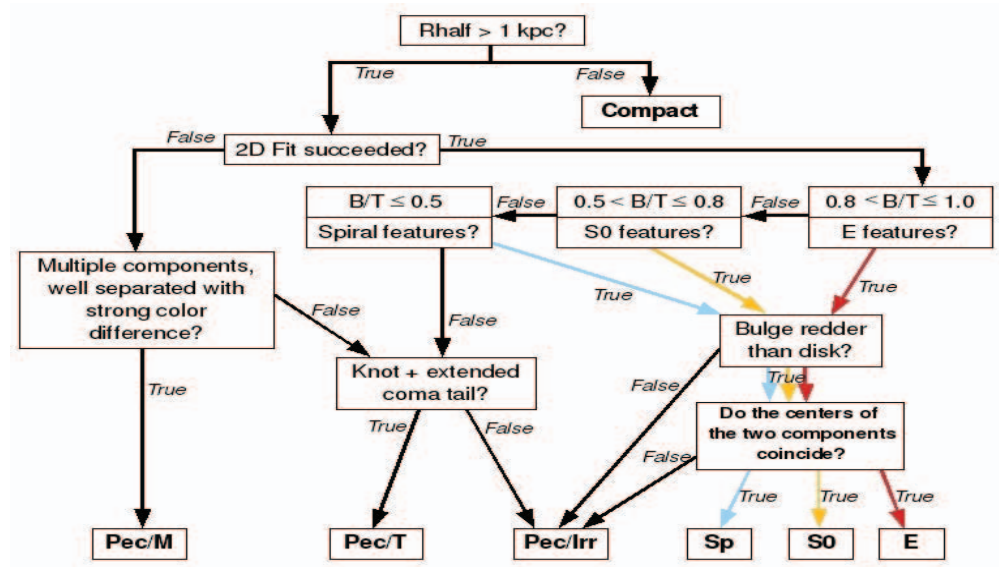 Rhalf > 1 kpc?
True
False
Compact
False
2D Fit succeeded?
True
B/T ≤ 0.5
False
0.5 < B/T ≤ 0.8
False
0.8 < B/T ≤ 1.0
Spiral features?
S0 features?
E features?
Multiple components,
well separated with
strong color
difference?
True
True
True
False
False
Bulge redder
than disk?
Knot + extended
coma tail?
True
False
True
Do the centers of
the two components
coincide?
True
False
False
True
True
True
Pec/M
Pec/T
Pec/Irr
Sp
S0
E